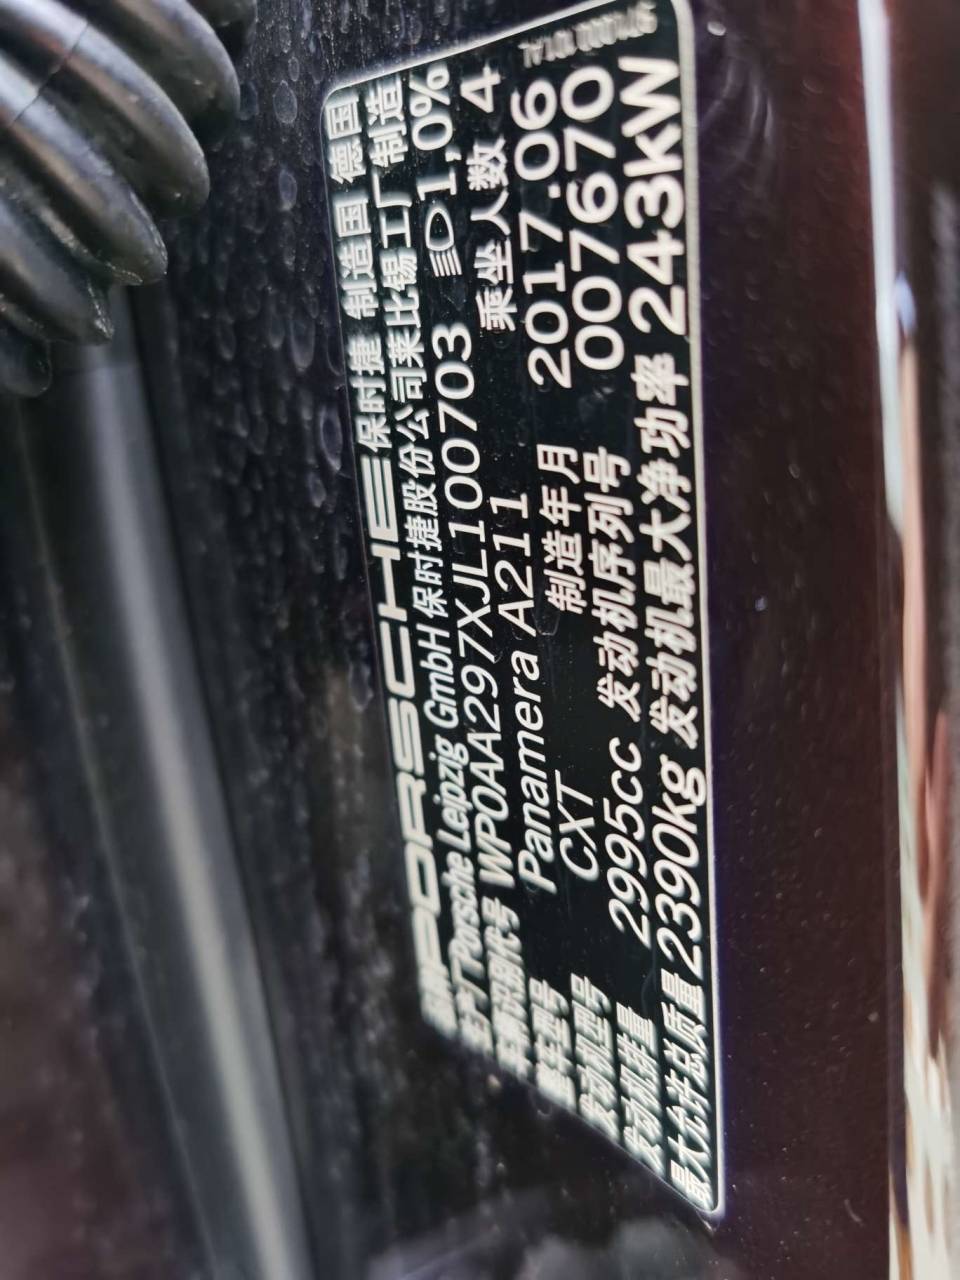 品牌 PORSCHE 保时捷 制造国 德国
生产厂 Porsche Leipzig GmbH 保时捷股份公司莱比锡工厂制造
车辆识别代号 WP0AA297XJL100703 1,0%
整车型号 Panamera A211 乘坐人数 4
发动机型号 CXT 制造年月 2017.06
发动机排量 2995cc 发动机序列号 007670
最大允许总质量 2390kg 发动机最大净功率 243kW